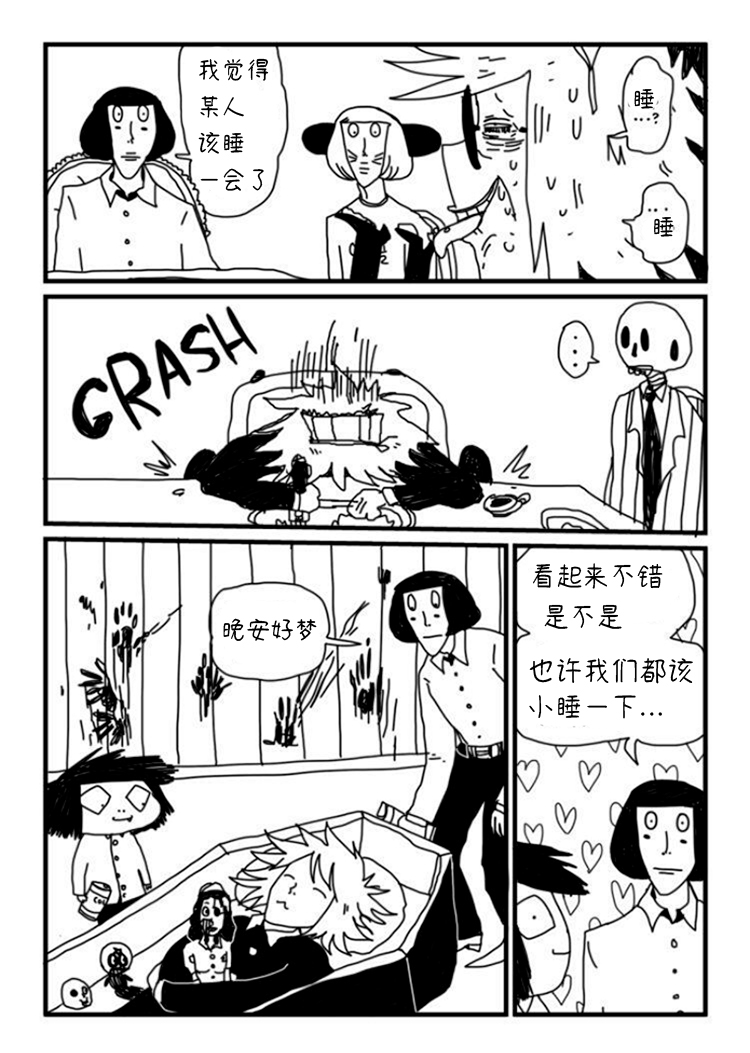 我觉得
某人
该睡
一会了
睡
...?
...
睡
CRASH
...
晚安好梦
看起来不错
是不是
也许我们都该
小睡一下...